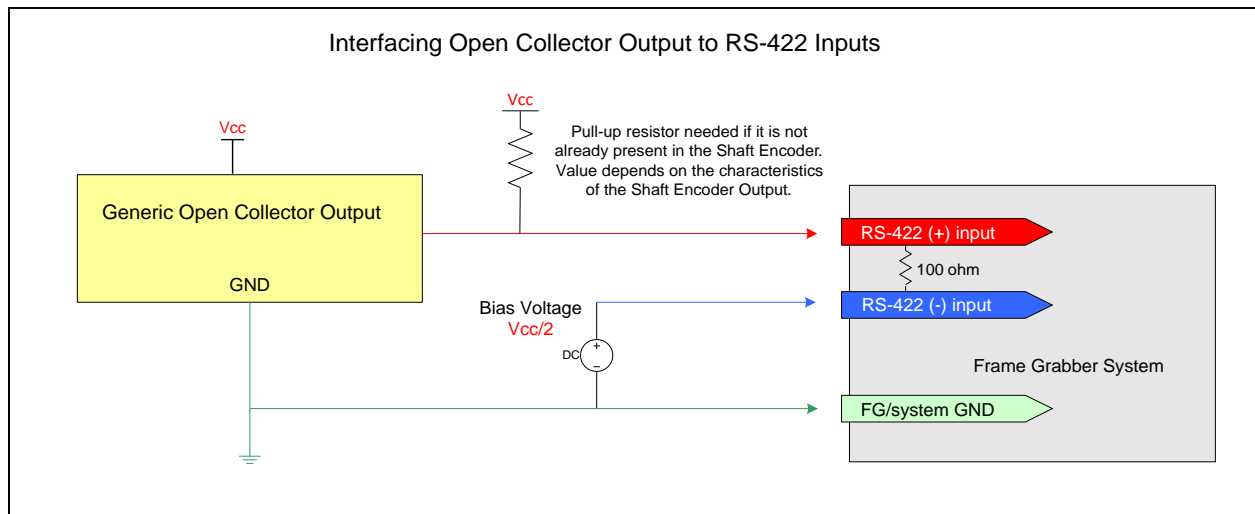 Interfacing Open Collector Output to RS-422 Inputs
Vcc
Vcc
Pull-up resistor needed if it is not
already present in the Shaft Encoder.
Value depends on the characteristics
of the Shaft Encoder Output.
Generic Open Collector Output
GND
RS-422 (+) input
100 ohm
RS-422 (-) input
Bias Voltage
Vcc/2
DC
+
−
Frame Grabber System
FG/system GND